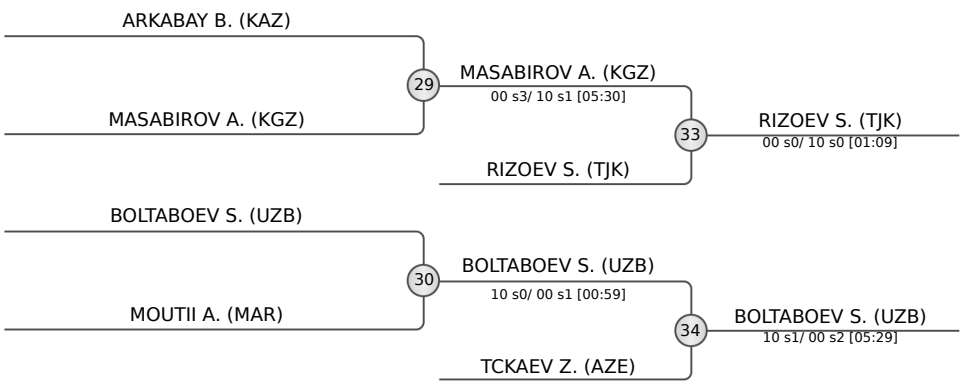 ARKABAY B. (KAZ)
29
MASABIROV A. (KGZ)
00 s3/ 10 s1 [05:30]
MASABIROV A. (KGZ)
33
RIZOEV S. (TJK)
00 s0/ 10 s0 [01:09]
RIZOEV S. (TJK)
BOLTABOEV S. (UZB)
30
BOLTABOEV S. (UZB)
10 s0/ 00 s1 [00:59]
MOUTII A. (MAR)
34
BOLTABOEV S. (UZB)
10 s1/ 00 s2 [05:29]
TCKAEV Z. (AZE)